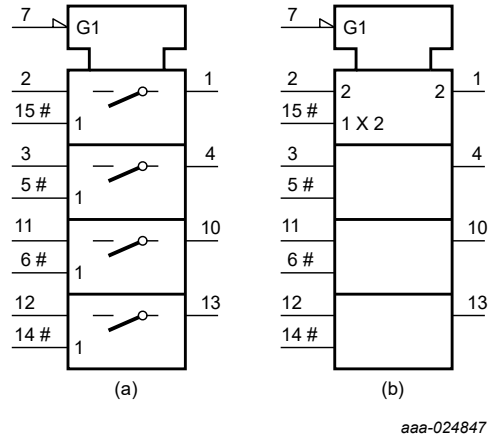 7 G1
2 1
15 # 1
3 4
5 # 1
11 10
6 # 1
12 13
14 # 1
(a)
7 G1
2 2 2 1
15 # 1 X 2
3 4
5 #
11 10
6 #
12 13
14 #
(b)
aaa-024847